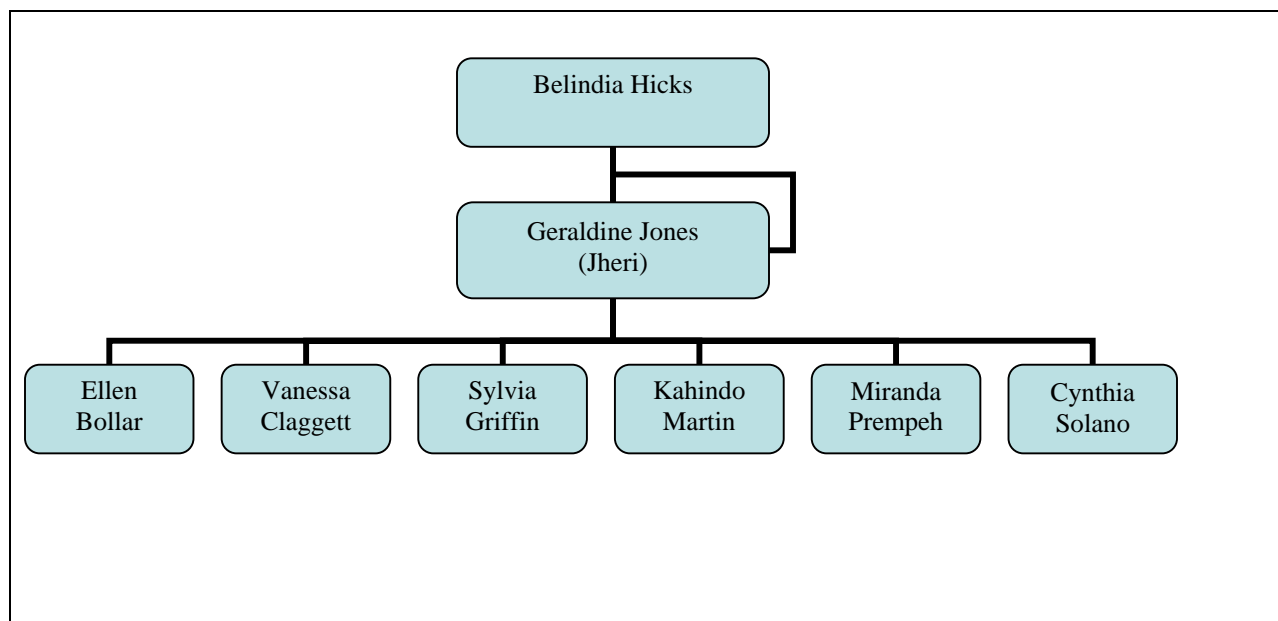 Belindia Hicks
Geraldine Jones
(Jheri)
Ellen
Bollar
Vanessa
Claggett
Sylvia
Griffin
Kahindo
Martin
Miranda
Prempeh
Cynthia
Solano